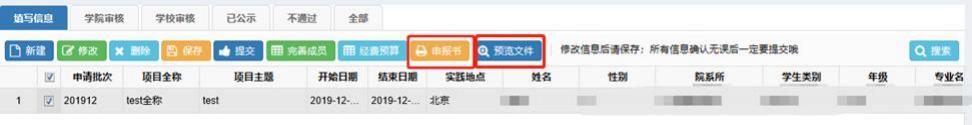 填写信息 学院审核 学校审核 已公示 不通过 全部
新建 修改 删除 保存 提交 完善成员 经费预算 申报书 预览文件 修改信息后请保存；所有信息确认无误后一定要提交哦 搜索
申请批次 项目全称 项目主题 开始日期 结束日期 实践地点 姓名 性别 院系所 学生类别 年级 专业名
1 201912 test全称 test 2019-12-... 2019-12-... 北京